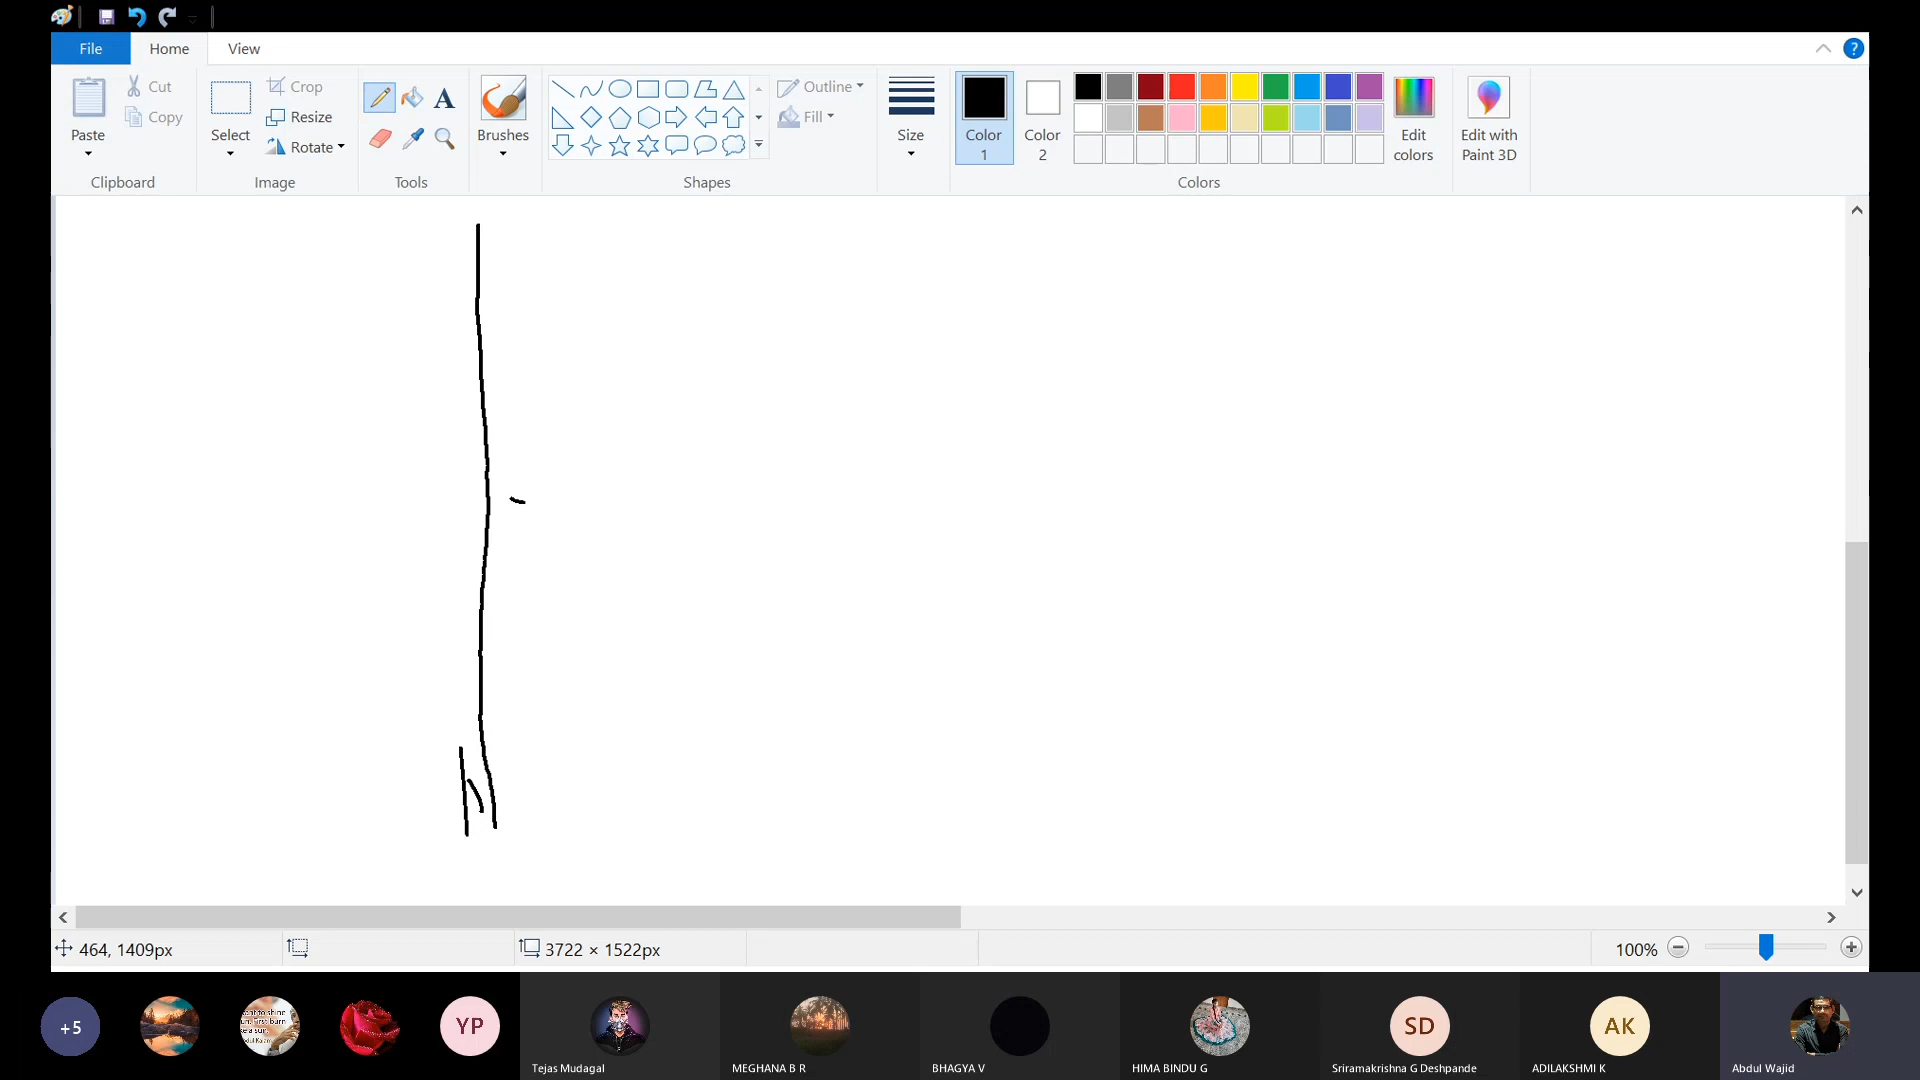 File Home View ?
Cut Crop Outline
Copy Resize Fill
Rotate
Paste Select Brushes Size Color 1 Color 2 Edit colors Edit with Paint 3D
Clipboard Image Tools Shapes Colors
A
464, 1409px 3722 × 1522px 100%
+5 YP SD AK
Tejas Mudagal MEGHANA B R BHAGYA V HIMA BINDU G Sriramakrishna G Deshpande ADILAKSHMI K Abdul Wajid